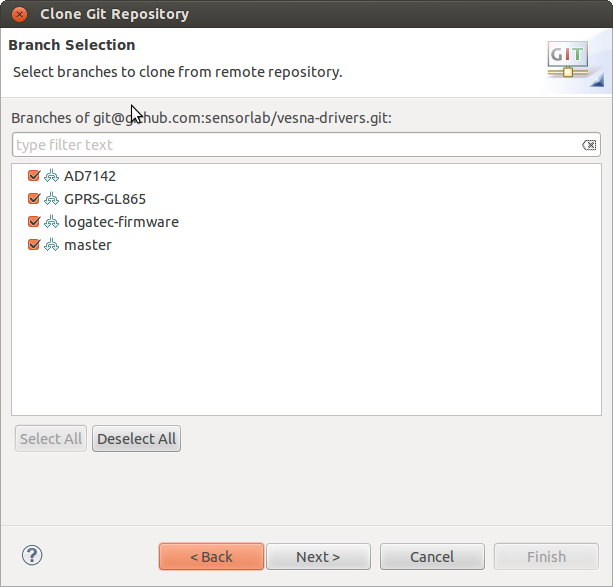 Clone Git Repository
Branch Selection
Select branches to clone from remote repository.
GIT
Branches of git@github.com:sensorlab/vesna-drivers.git:
type filter text
AD7142
GPRS-GL865
logatec-firmware
master
Select All
Deselect All
?
< Back
Next >
Cancel
Finish